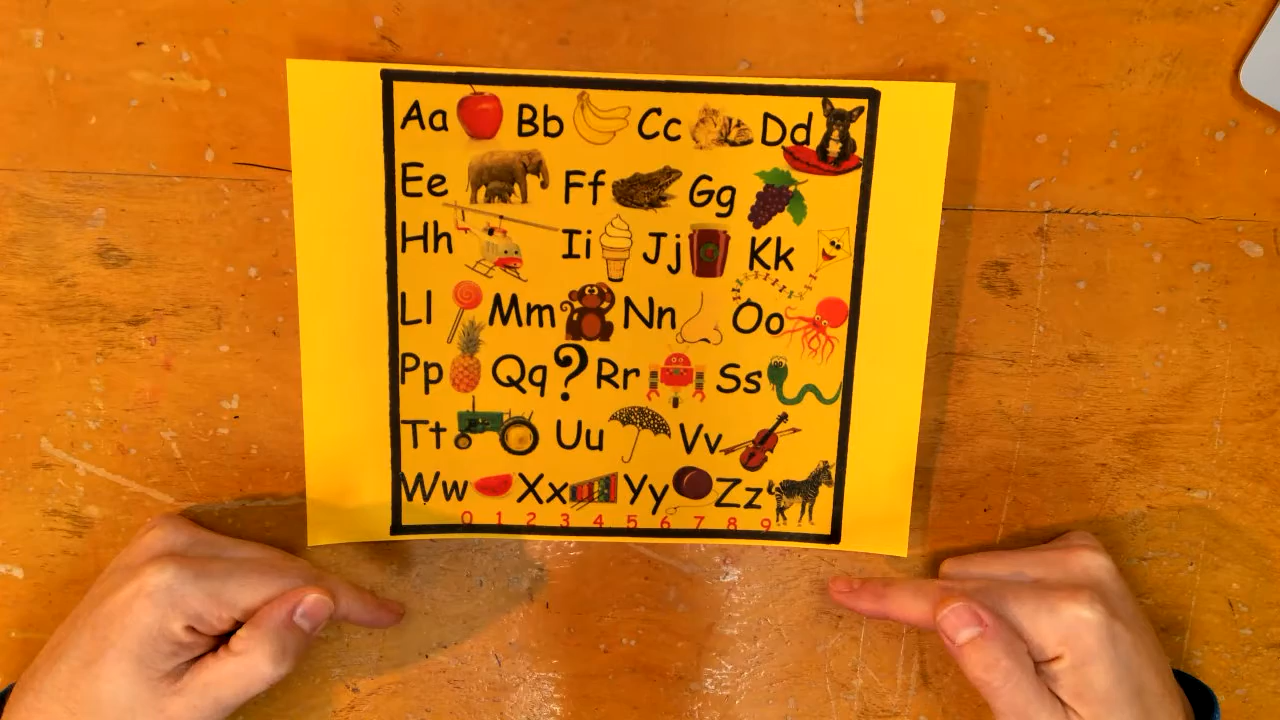 Aa Bb Cc Dd
Ee Ff Gg
Hh Ii Jj Kk
Ll Mm Nn Oo
Pp Qq ? Rr Ss
Tt Uu Vv
Ww Xx Yy Zz
0 1 2 3 4 5 6 7 8 9